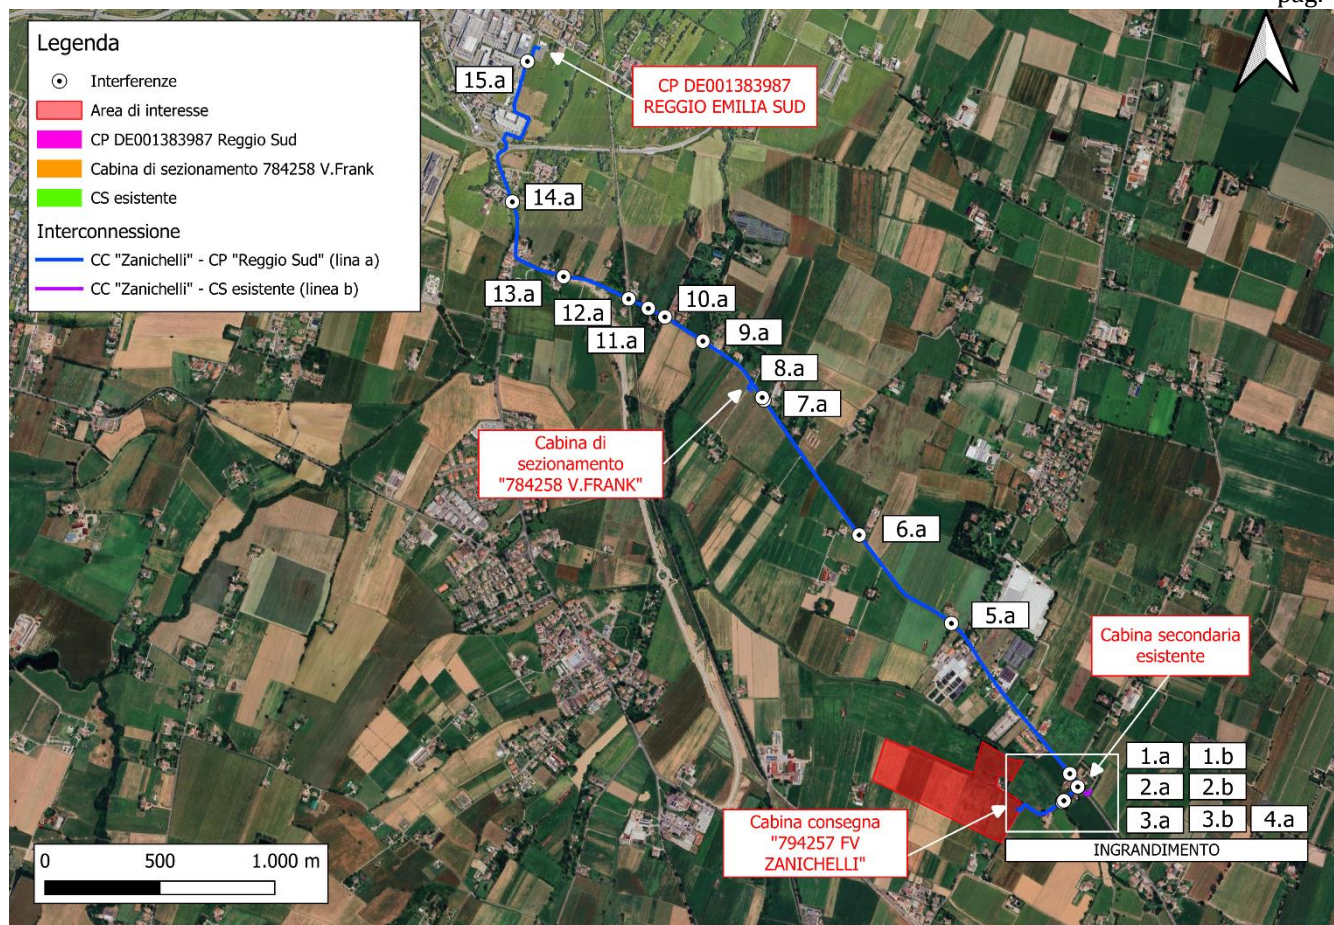 pag.
Legenda
Interferenze
Area di interesse
CP DE001383987 Reggio Sud
Cabina di sezionamento 784258 V.Frank
CS esistente
Interconnessione
CC "Zanichelli" - CP "Reggio Sud" (lina a)
CC "Zanichelli" - CS esistente (linea b)
15.a
CP DE001383987
REGGIO EMILIA SUD
14.a
13.a
12.a
11.a
10.a
9.a
8.a
7.a
Cabina di
sezionamento
"784258 V.FRANK"
6.a
5.a
Cabina secondaria
esistente
1.a 1.b
2.a 2.b
3.a 3.b 4.a
INGRANDIMENTO
Cabina consegna
"794257 FV
ZANICHELLI"
0 500 1.000 m